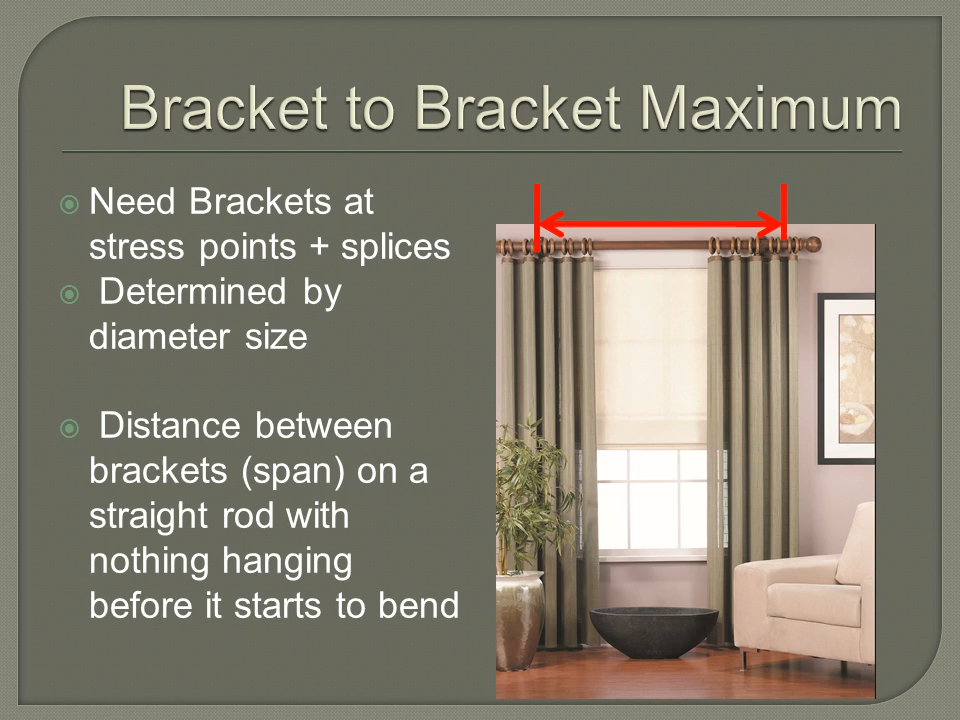 Bracket to Bracket Maximum
Need Brackets at
stress points + splices
Determined by
diameter size
Distance between
brackets (span) on a
straight rod with
nothing hanging
before it starts to bend